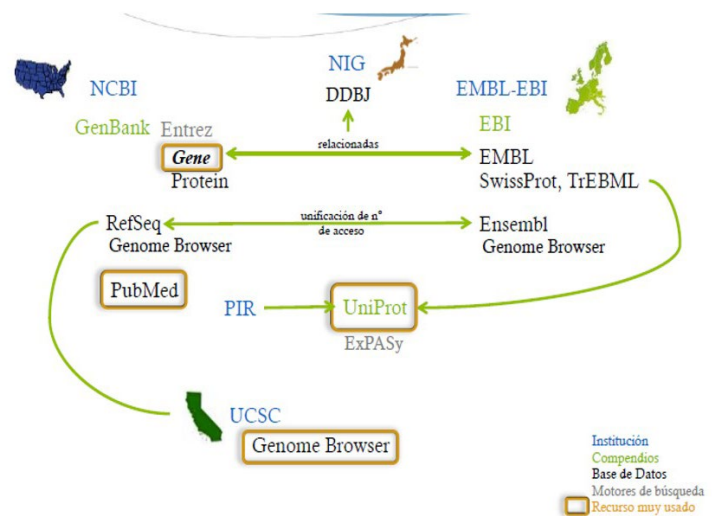 NCBI
NIG
DDBJ
EMBL-EBI
GenBank
Entrez
Gene
Protein
relacionadas
EBI
EMBL
SwissProt, TrEBML
RefSeq
Genome Browser
unificación de nº
de acceso
Ensembl
Genome Browser
PubMed
PIR
UniProt
ExPASy
UCSC
Genome Browser
Institución
Compendios
Base de Datos
Motores de búsqueda
Recurso muy usado